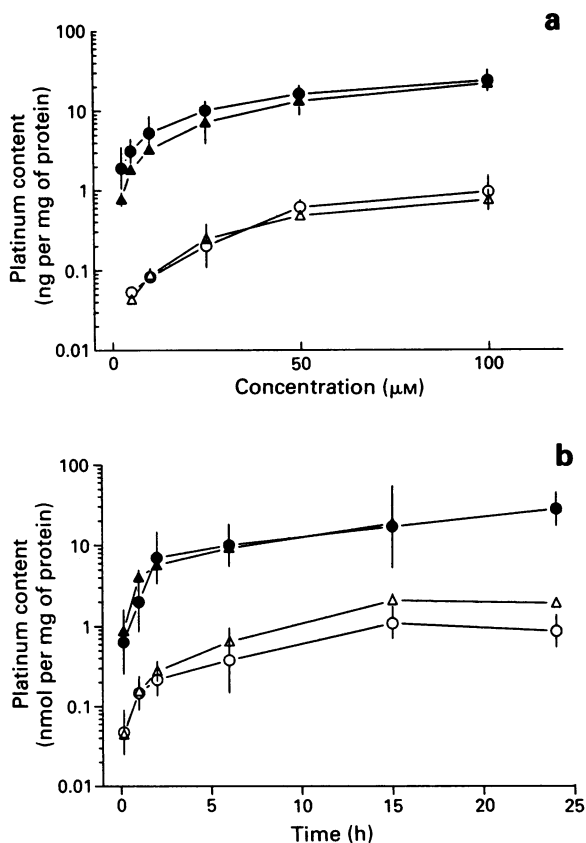 a
100
10
1
0.1
0.01
Platinum content
(ng per mg of protein)
0
50
100
Concentration (μM)
b
100
10
1
0.1
0.01
Platinum content
(nmol per mg of protein)
0
5
10
15
20
25
Time (h)